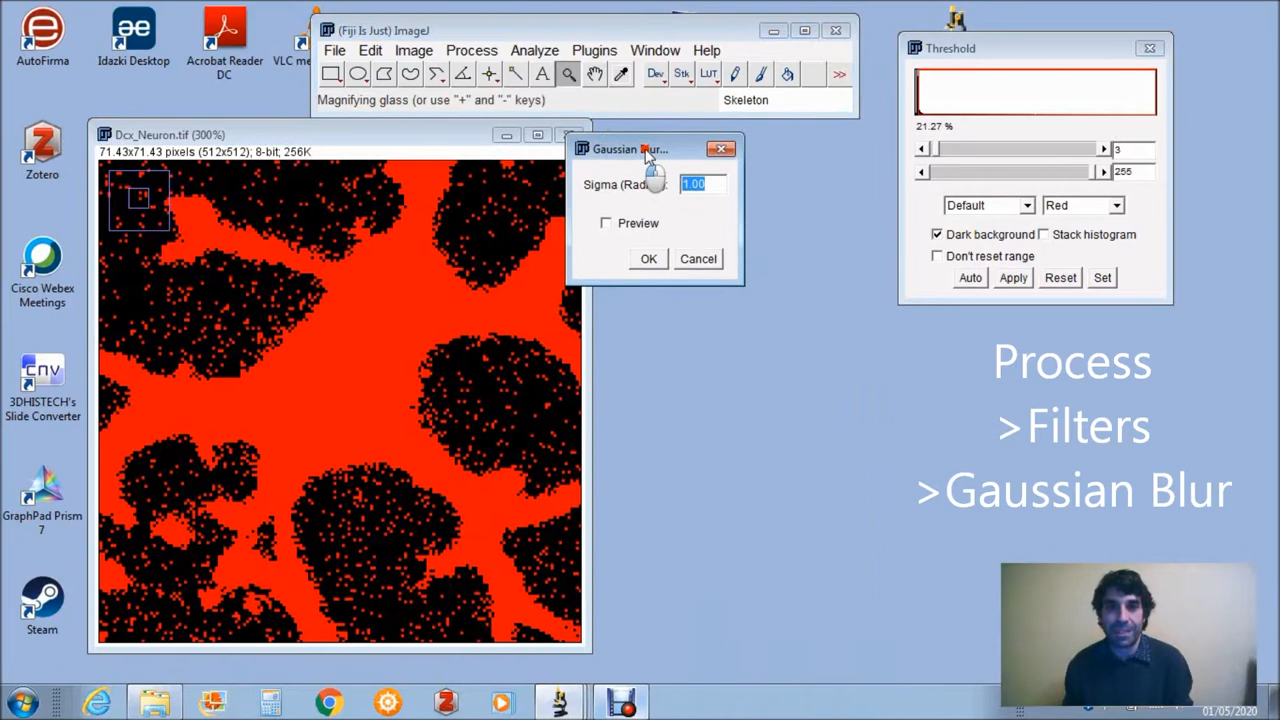 AutoFirma
Idazki Desktop
Acrobat Reader
DC
VLC me
(Fiji Is Just) ImageJ
File Edit Image Process Analyze Plugins Window Help
Dev Stk LUT >>
Magnifying glass (or use "+" and "-" keys) Skeleton
Threshold
21.27 %
3
255
Default Red
Dark background Stack histogram
Don't reset range
Auto Apply Reset Set
Dcx_Neuron.tif (300%)
71.43x71.43 pixels (512x512); 8-bit; 256K
Gaussian Blur...
Sigma (Radius): 1.00
Preview
OK Cancel
Zotero
Cisco Webex
Meetings
CNV
3DHISTECH's
Slide Converter
GraphPad Prism
7
Steam
Process
>Filters
>Gaussian Blur
01/05/2020